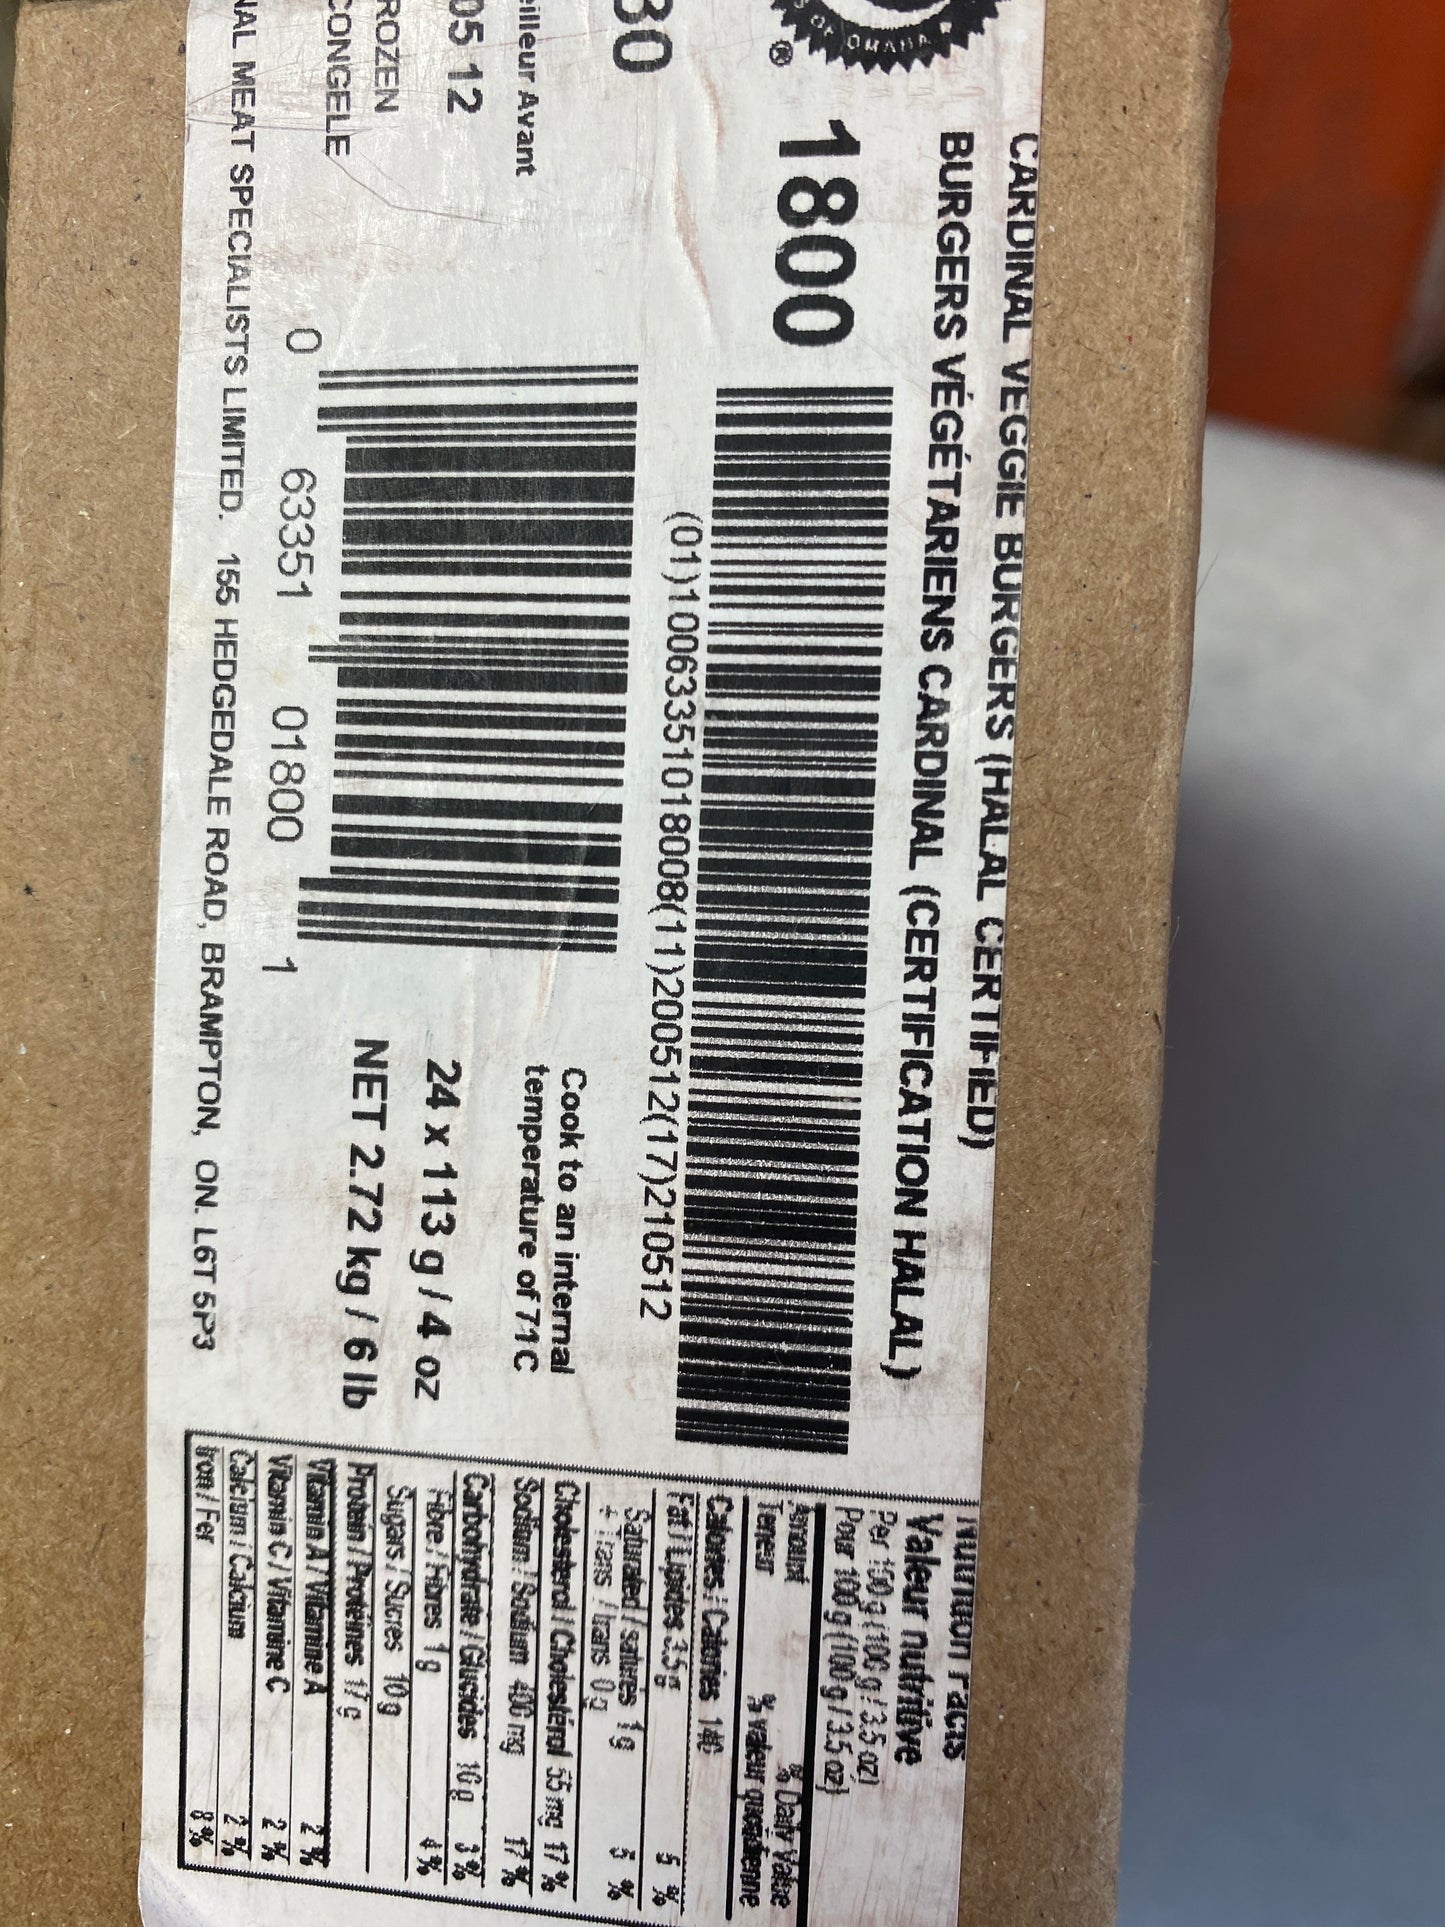 CARDINAL VEGGIE BURGERS (HALAL CERTIFIED)
BURGERS VÉGÉTARIENS CARDINAL (CERTIFICATION HALAL)
OMAHA
®
1800
(01)10063351018008(11)200512(17)210512
30
eilleur Avant
05 12
ROZEN
CONGELE
0 63351 01800 1
Cook to an internal
temperature of 71C
24 x 113 g / 4 oz
NET 2.72 kg / 6 lb
NAL MEAT SPECIALISTS LIMITED. 155 HEDGEDALE ROAD, BRAMPTON, ON. L6T 5P3
Nutrition Facts
Valeur nutritive
Per 100 g (100 g / 3.5 oz)
Pour 100 g (100 g / 3.5 oz)
Amount % Daily Value
Teneur % valeur quotidienne
Calories / Calories 140
Fat / Lipides 3.5 g 5 %
Saturated / saturés 1 g
+ Trans / trans 0 g 5 %
Cholesterol / Cholestérol 55 mg 17 %
Sodium / Sodium 400 mg 17 %
Carbohydrate / Glucides 10 g 3 %
Fibre / Fibres 1 g 4 %
Sugars / Sucres 10 g
Protein / Protéines 17 g
Vitamin A / Vitamine A 2 %
Vitamin C / Vitamine C 2 %
Calcium / Calcium 2 %
Iron / Fer 8 %